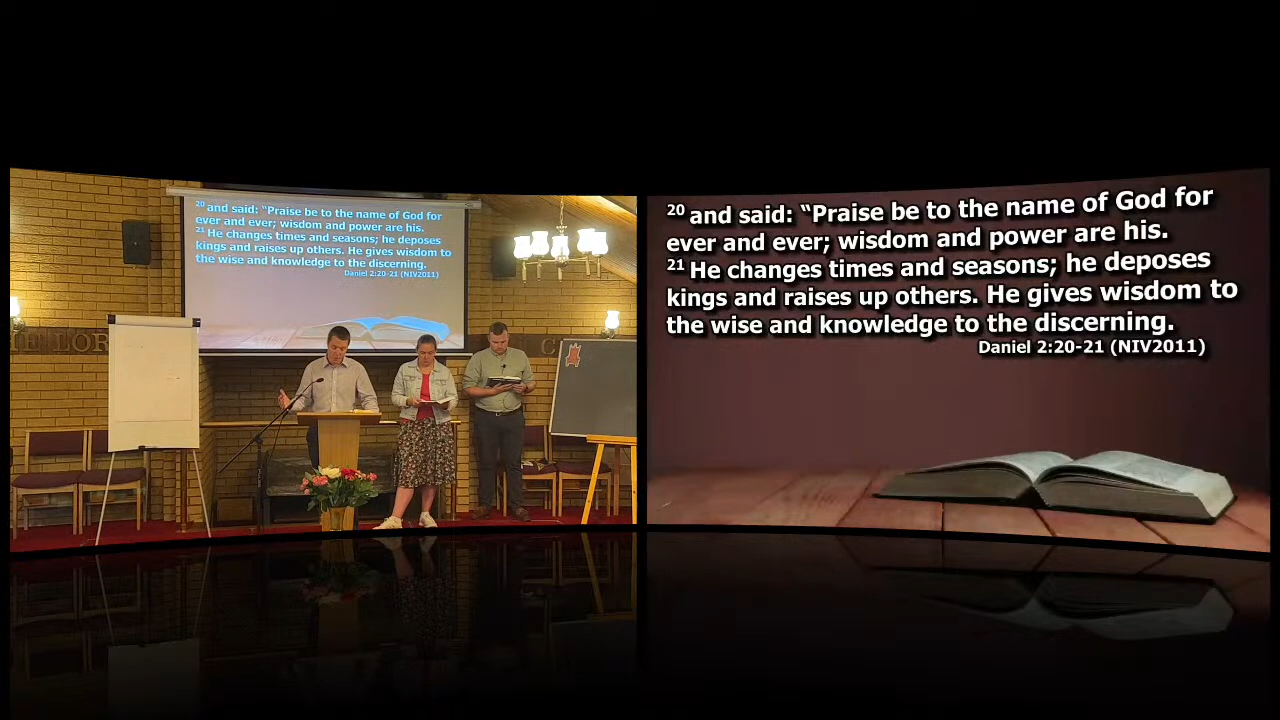 20 and said: “Praise be to the name of God for
ever and ever; wisdom and power are his.
21 He changes times and seasons; he deposes
kings and raises up others. He gives wisdom to
the wise and knowledge to the discerning.
Daniel 2:20-21 (NIV2011)
E LOR
C
20 and said: “Praise be to the name of God for
ever and ever; wisdom and power are his.
21 He changes times and seasons; he deposes
kings and raises up others. He gives wisdom to
the wise and knowledge to the discerning.
Daniel 2:20-21 (NIV2011)